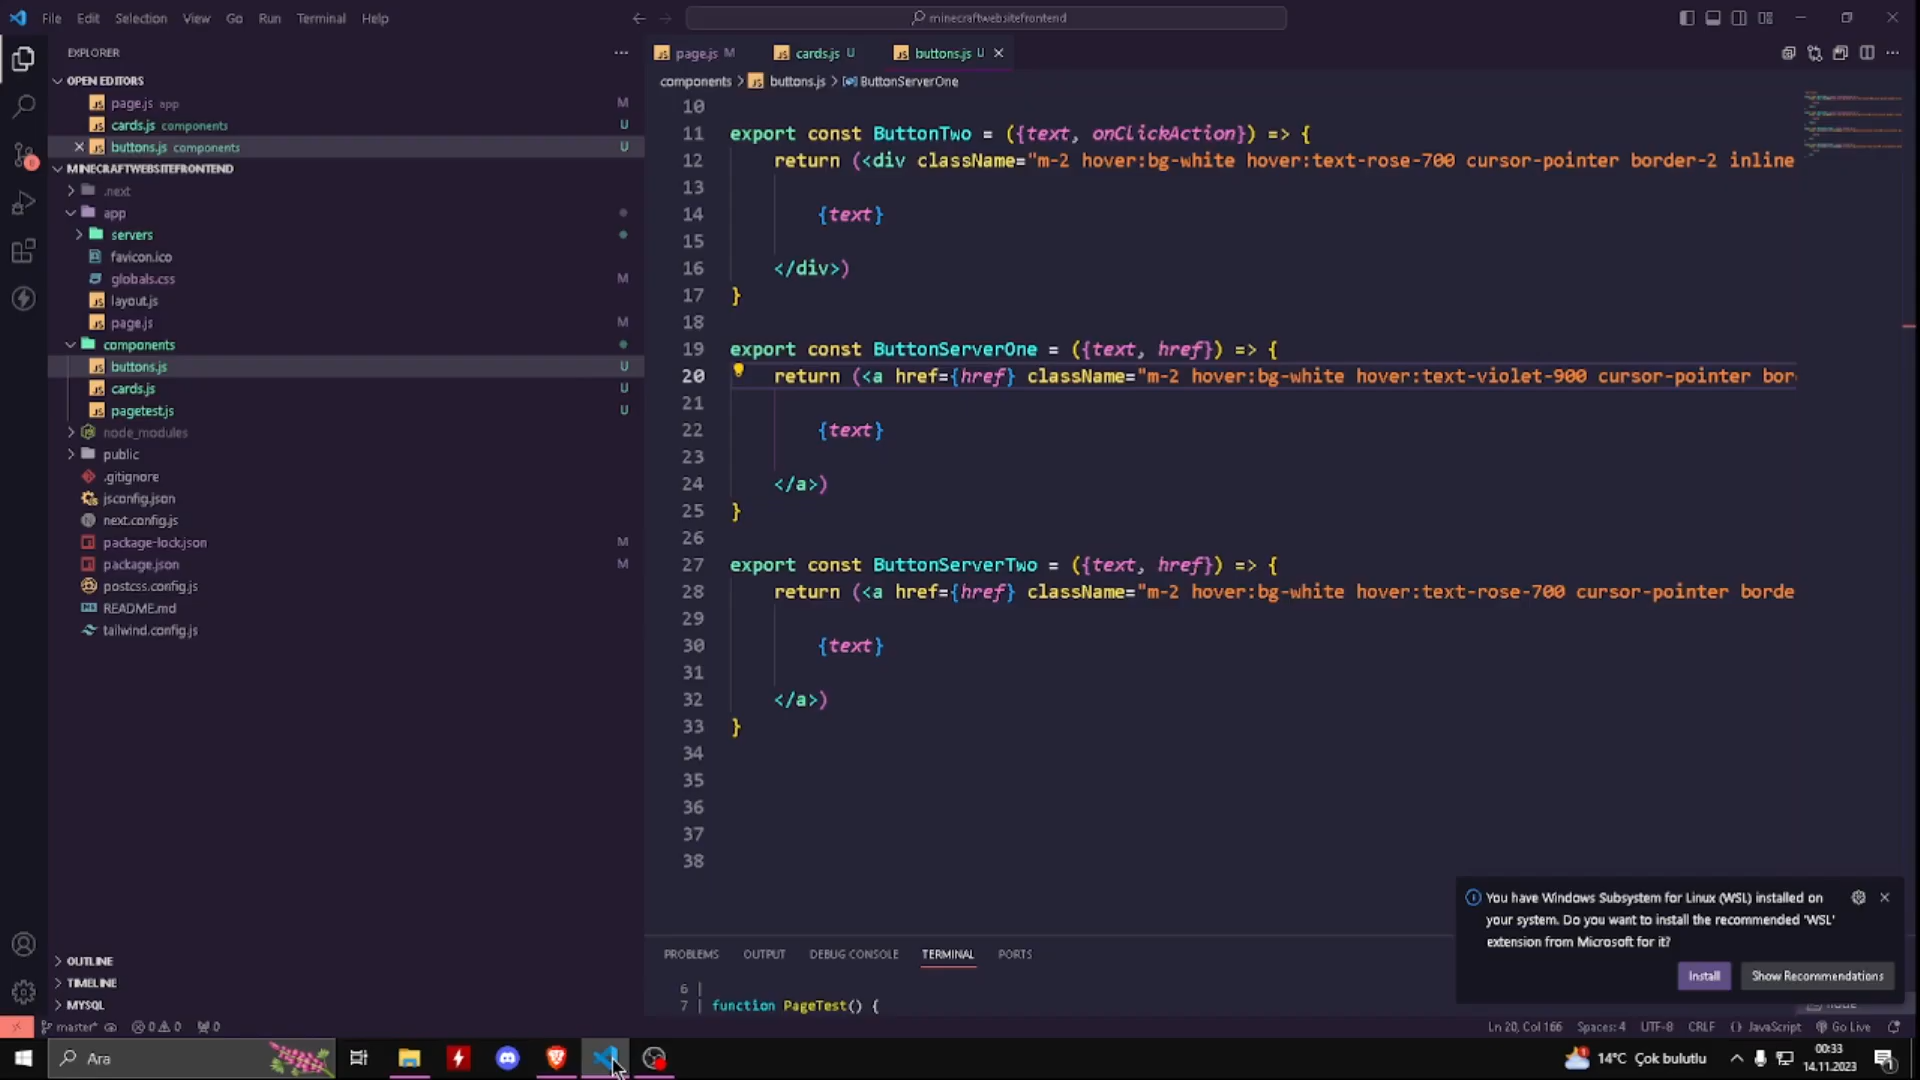 File Edit Selection View Go Run Terminal Help
minecraftwebsitefrontend
EXPLORER
OPEN EDITORS
page.js app M
cards.js components U
buttons.js components U
MINECRAFTWEBSITEFRONTEND
.next
app
servers
favicon.ico
globals.css M
layout.js
page.js M
components
buttons.js U
cards.js U
pagetest.js U
node_modules
public
.gitignore
jsconfig.json
next.config.js
package-lock.json M
package.json M
postcss.config.js
README.md
tailwind.config.js
OUTLINE
TIMELINE
MYSQL
page.js M cards.js U buttons.js U
components > buttons.js > ButtonServerOne
10
11 export const ButtonTwo = ({text, onClickAction}) => {
12 return (<div className="m-2 hover:bg-white hover:text-rose-700 cursor-pointer border-2 inline
13
14 {text}
15
16 </div>)
17 }
18
19 export const ButtonServerOne = ({text, href}) => {
20 return (<a href={href} className="m-2 hover:bg-white hover:text-violet-900 cursor-pointer bor
21
22 {text}
23
24 </a>)
25 }
26
27 export const ButtonServerTwo = ({text, href}) => {
28 return (<a href={href} className="m-2 hover:bg-white hover:text-rose-700 cursor-pointer borde
29
30 {text}
31
32 </a>)
33 }
34
35
36
37
38
PROBLEMS OUTPUT DEBUG CONSOLE TERMINAL PORTS
6 |
7 | function PageTest() {
You have Windows Subsystem for Linux (WSL) installed on
your system. Do you want to install the recommended 'WSL'
extension from Microsoft for it?
Install Show Recommendations
master* 0 0 0
Ln 20, Col 166 Spaces: 4 UTF-8 CRLF {} JavaScript Go Live
Ara
14°C Çok bulutlu
00:33
14.11.2023
1